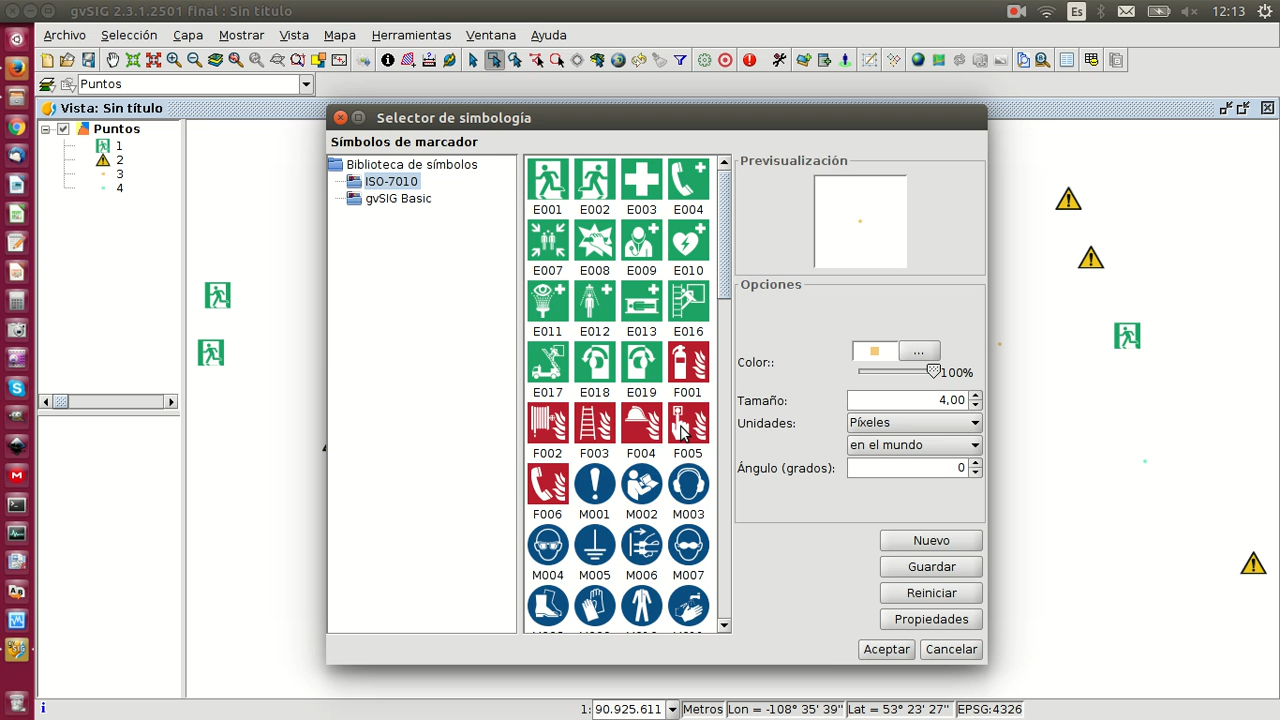 gvSIG 2.3.1.2501 final : Sin título
Es
12:13
Archivo Selección Capa Mostrar Vista Mapa Herramientas Ventana Ayuda
Puntos
Vista: Sin título
Puntos
1
2
3
4
Selector de simbología
Símbolos de marcador
Biblioteca de símbolos
ISO-7010
gvSIG Basic
E001 E002 E003 E004
E007 E008 E009 E010
E011 E012 E013 E016
E017 E018 E019 F001
F002 F003 F004 F005
F006 M001 M002 M003
M004 M005 M006 M007
Previsualización
Opciones
Color::
...
100%
Tamaño: 4,00
Unidades: Píxeles
en el mundo
Ángulo (grados): 0
Nuevo
Guardar
Reiniciar
Propiedades
Aceptar Cancelar
1: 90.925.611 Metros Lon = -108° 35' 39" Lat = 53° 23' 27" EPSG:4326